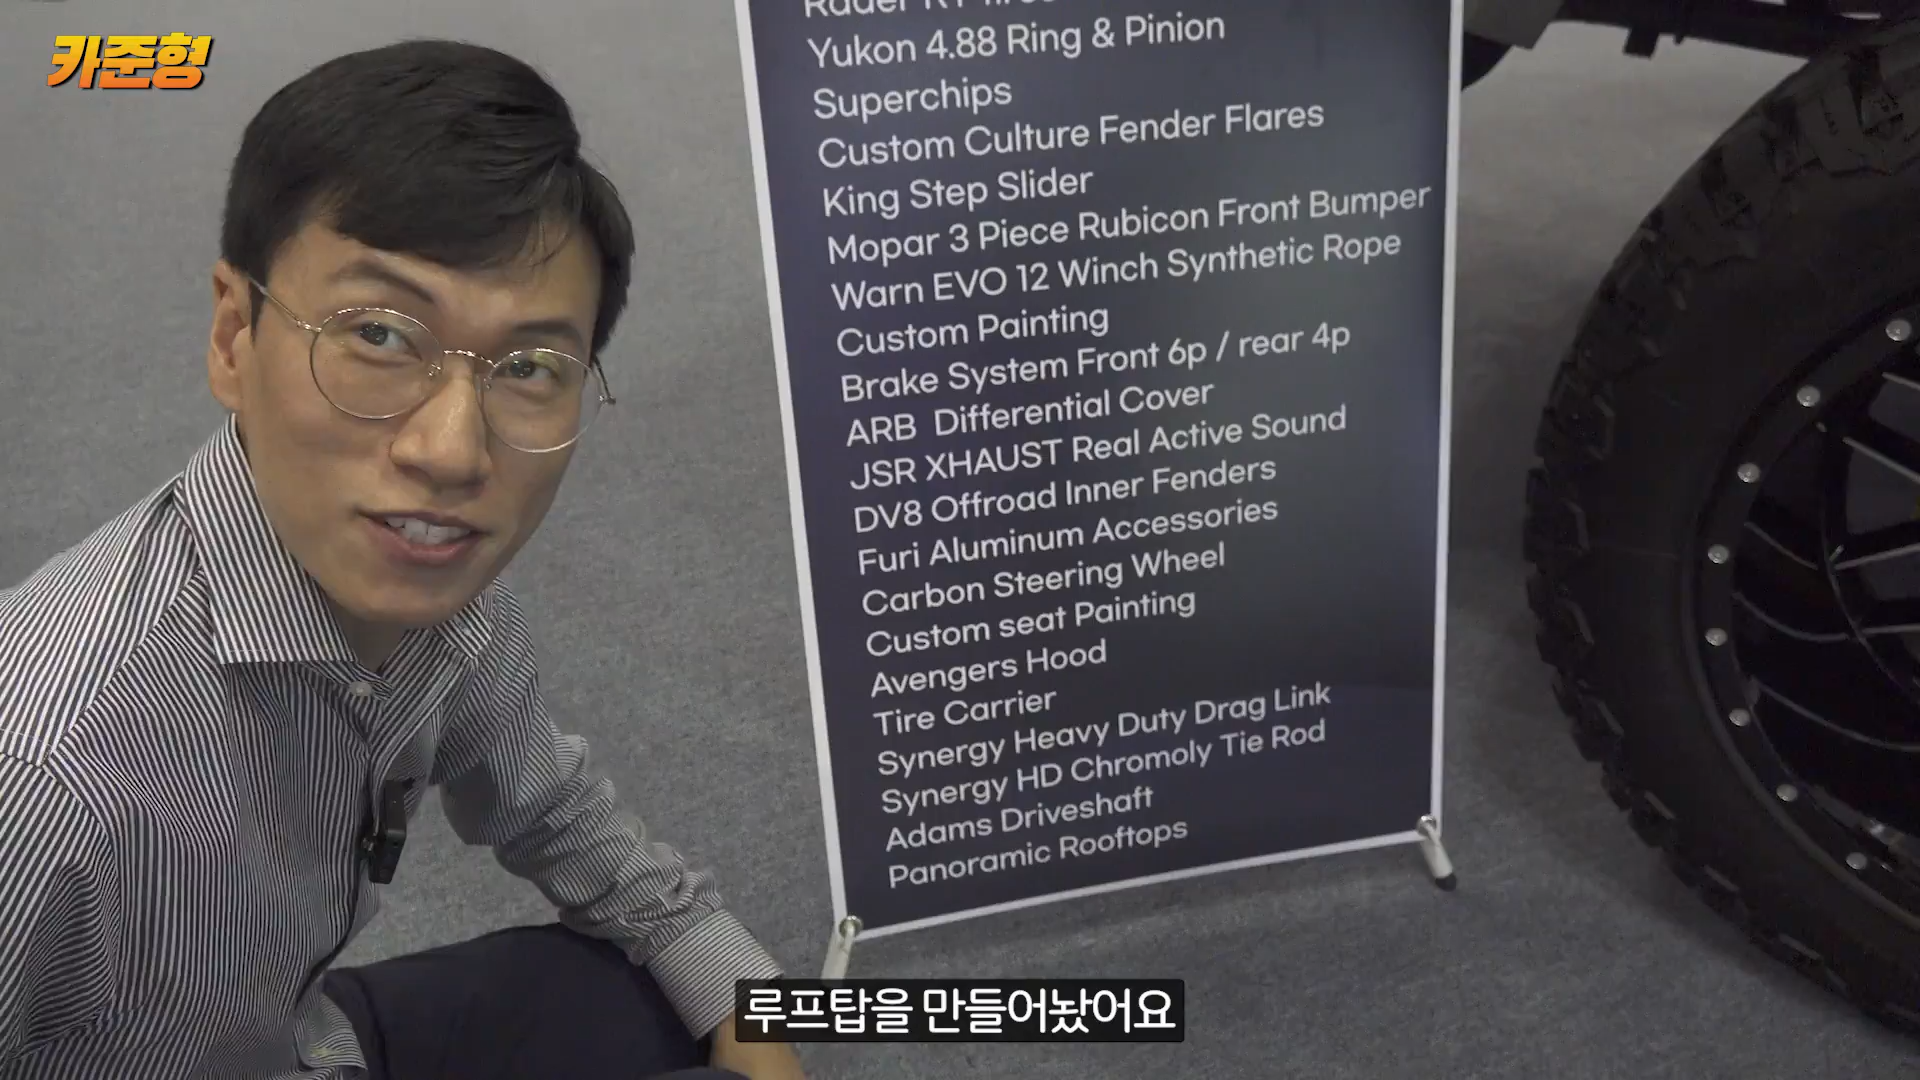 카준형
Yukon 4.88 Ring & Pinion
Superchips
Custom Culture Fender Flares
King Step Slider
Mopar 3 Piece Rubicon Front Bumper
Warn EVO 12 Winch Synthetic Rope
Custom Painting
Brake System Front 6p / rear 4p
ARB Differential Cover
JSR XHAUST Real Active Sound
DV8 Offroad Inner Fenders
Furi Aluminum Accessories
Carbon Steering Wheel
Custom seat Painting
Avengers Hood
Tire Carrier
Synergy Heavy Duty Drag Link
Synergy HD Chromoly Tie Rod
Adams Driveshaft
Panoramic Rooftops
루프탑을 만들어놨어요